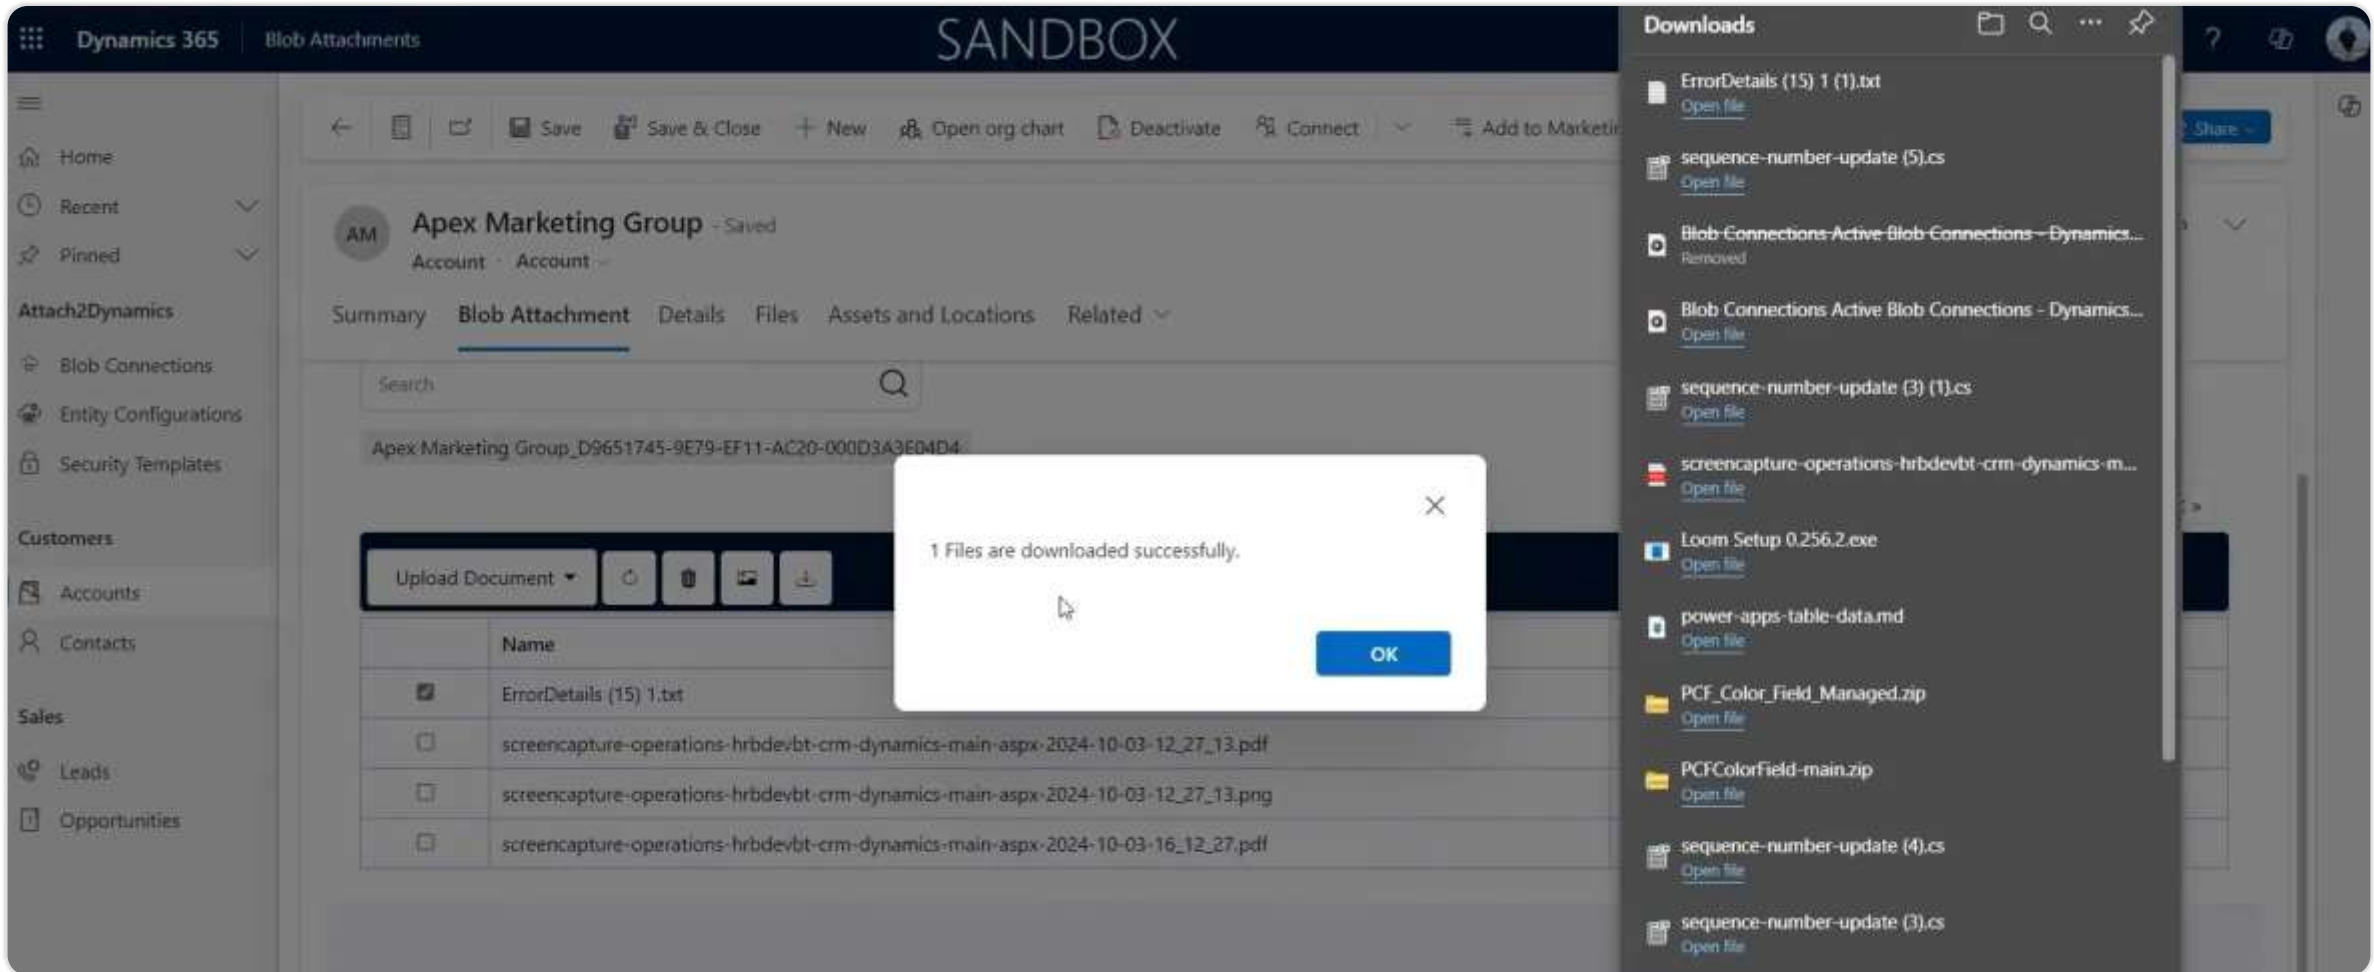 Dynamics 365
Blob Attachments
SANDBOX
Home
Recent
Pinned
Attach2Dynamics
Blob Connections
Entity Configurations
Security Templates
Customers
Accounts
Contacts
Sales
Leads
Opportunities
Save
Save & Close
New
Open org chart
Deactivate
Connect
Add to Marketin
Share
AM
Apex Marketing Group - Saved
Account · Account
Summary
Blob Attachment
Details
Files
Assets and Locations
Related
Search
Apex Marketing Group_D9651745-9E79-EF11-AC20-000D3A3E04D4
Upload Document
Name
ErrorDetails (15) 1.txt
screencapture-operations-hrbdevbt-crm-dynamics-main-aspx-2024-10-03-12_27_13.pdf
screencapture-operations-hrbdevbt-crm-dynamics-main-aspx-2024-10-03-12_27_13.png
screencapture-operations-hrbdevbt-crm-dynamics-main-aspx-2024-10-03-16_12_27.pdf
1 Files are downloaded successfully.
OK
Downloads
ErrorDetails (15) 1 (1).txt
Open file
sequence-number-update (5).cs
Open file
Blob Connections Active Blob Connections - Dynamics...
Removed
Blob Connections Active Blob Connections - Dynamics...
Open file
sequence-number-update (3) (1).cs
Open file
screencapture-operations-hrbdevbt-crm-dynamics-m...
Open file
Loom Setup 0.256.2.exe
Open file
power-apps-table-data.md
Open file
PCF_Color_Field_Managed.zip
Open file
PCFColorField-main.zip
Open file
sequence-number-update (4).cs
Open file
sequence-number-update (3).cs
Open file